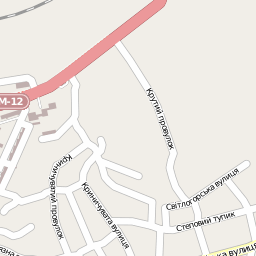 М-12
Крутий провулок
Світлогорська вулиця
Степовий тупик
Криничуватий провулок
Криничувата вулиця
вулиця